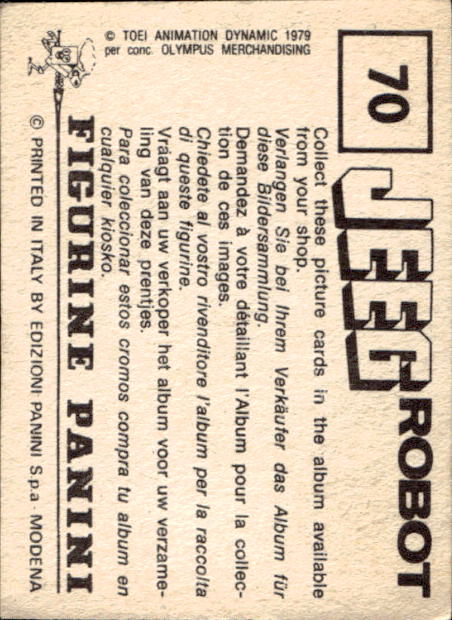 © TOEI ANIMATION DYNAMIC 1979
per conc. OLYMPUS MERCHANDISING
70
JEEG ROBOT
Collect these picture cards in the album available
from your shop.
Verlangen Sie bei Ihrem Verkäufer das Album für
diese Bildersammlung.
Demandez à votre détaillant l'Album pour la collec-
tion de ces images.
Chiedete al vostro rivenditore l'album per la raccolta
di queste figurine.
Vráagt aan uw verkoper het album voor uw verzame-
ling van deze prentjes.
Para coleccionar estos cromos compra tu album en
cualquier kiosko.
FIGURINE PANINI
© PRINTED IN ITALY BY EDIZIONI PANINI S.p.a - MODENA